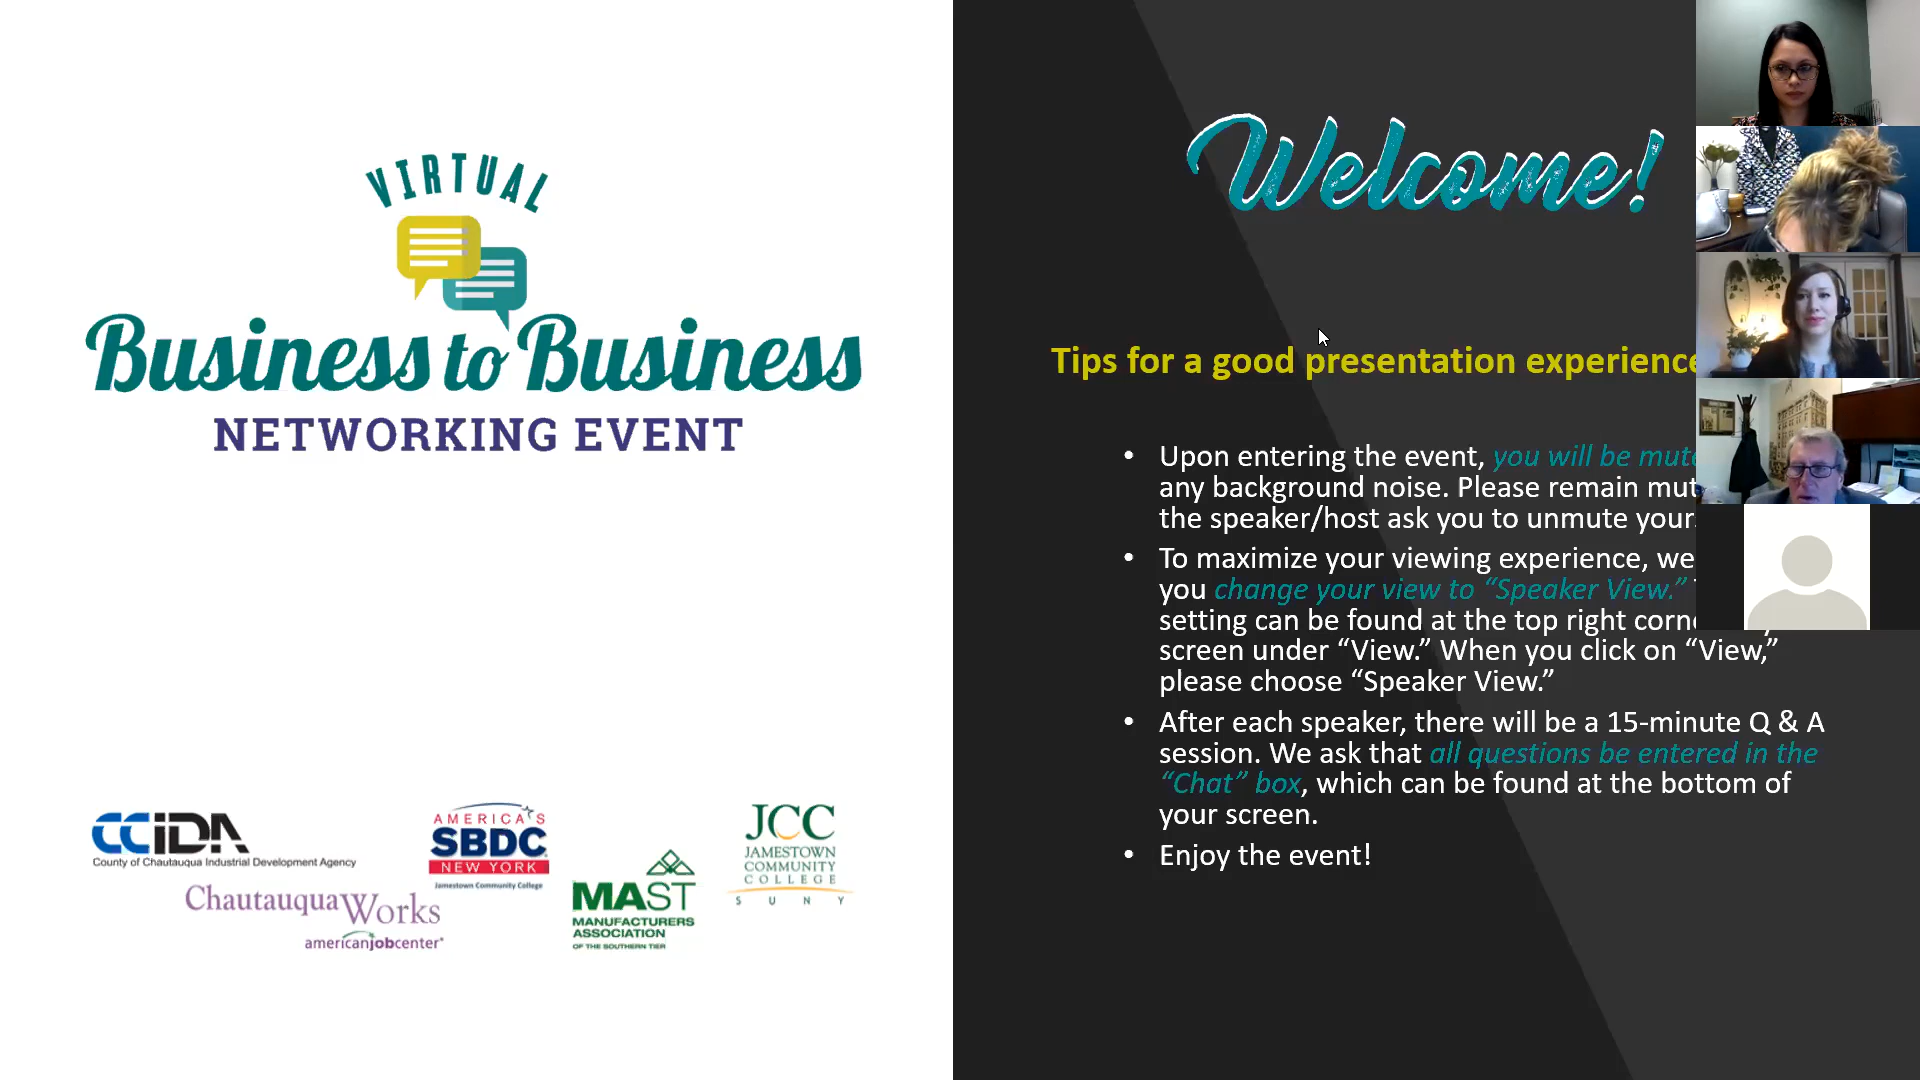 VIRTUAL
Business to Business
NETWORKING EVENT
CCIDA
County of Chautauqua Industrial Development Agency
ChautauquaWorks
americanjobcenter
AMERICA'S
SBDC
NEW YORK
Jamestown Community College
MAST
MANUFACTURERS
ASSOCIATION
OF THE SOUTHERN TIER
JCC
JAMESTOWN
COMMUNITY
COLLEGE
SUNY
Welcome!
Tips for a good presentation experience
• Upon entering the event, you will be mute
any background noise. Please remain mut
the speaker/host ask you to unmute your
• To maximize your viewing experience, we
you change your view to “Speaker View.”
setting can be found at the top right corn
screen under “View.” When you click on “View,”
please choose “Speaker View.”
• After each speaker, there will be a 15-minute Q & A
session. We ask that all questions be entered in the
“Chat” box, which can be found at the bottom of
your screen.
• Enjoy the event!